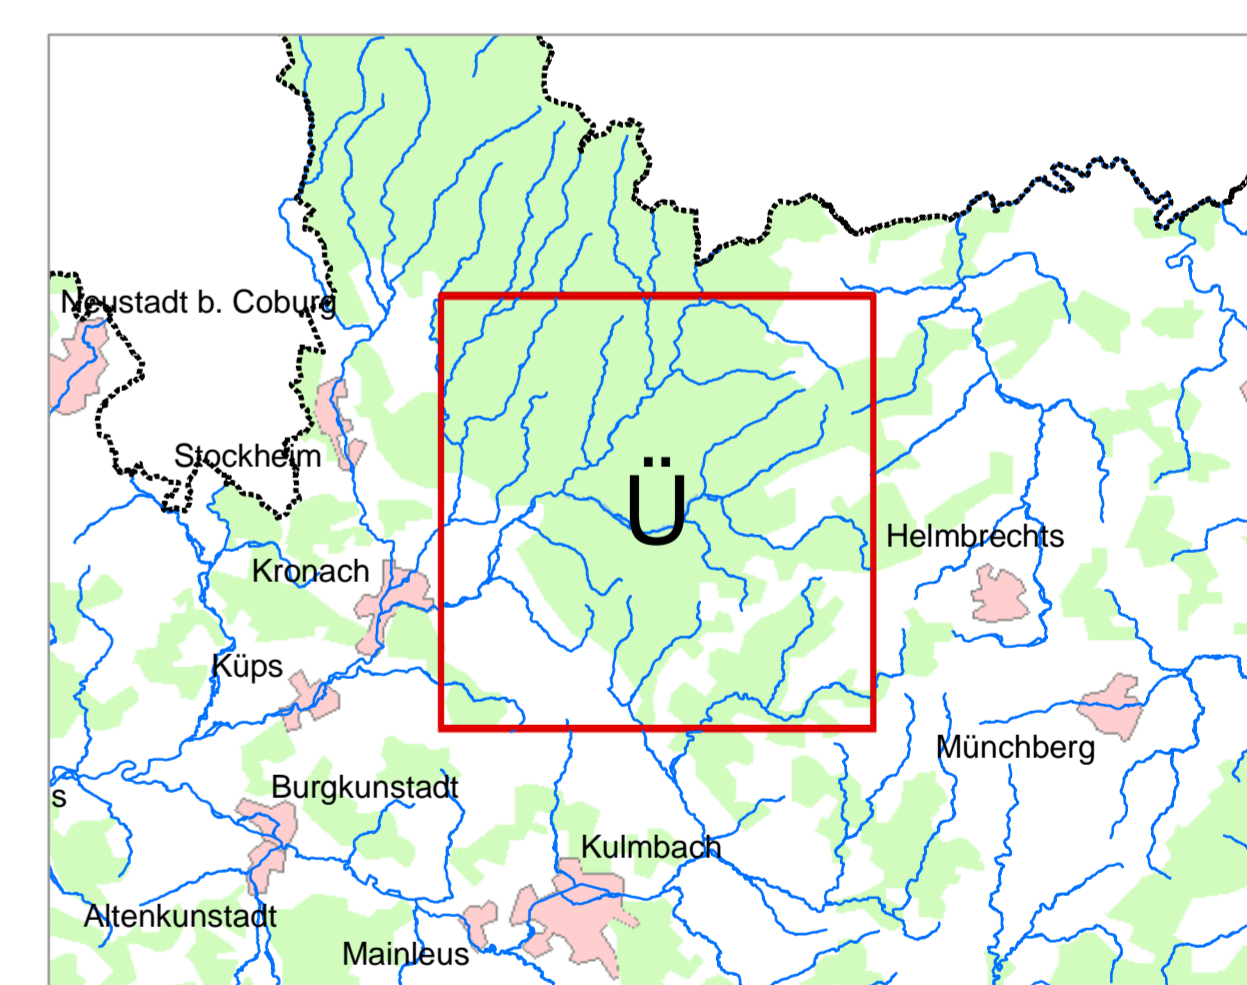 Neustadt b. Coburg
Stockheim
Ü
Helmbrechts
Kronach
Küps
Münchberg
s
Burgkunstadt
Kulmbach
Altenkunstadt
Mainleus